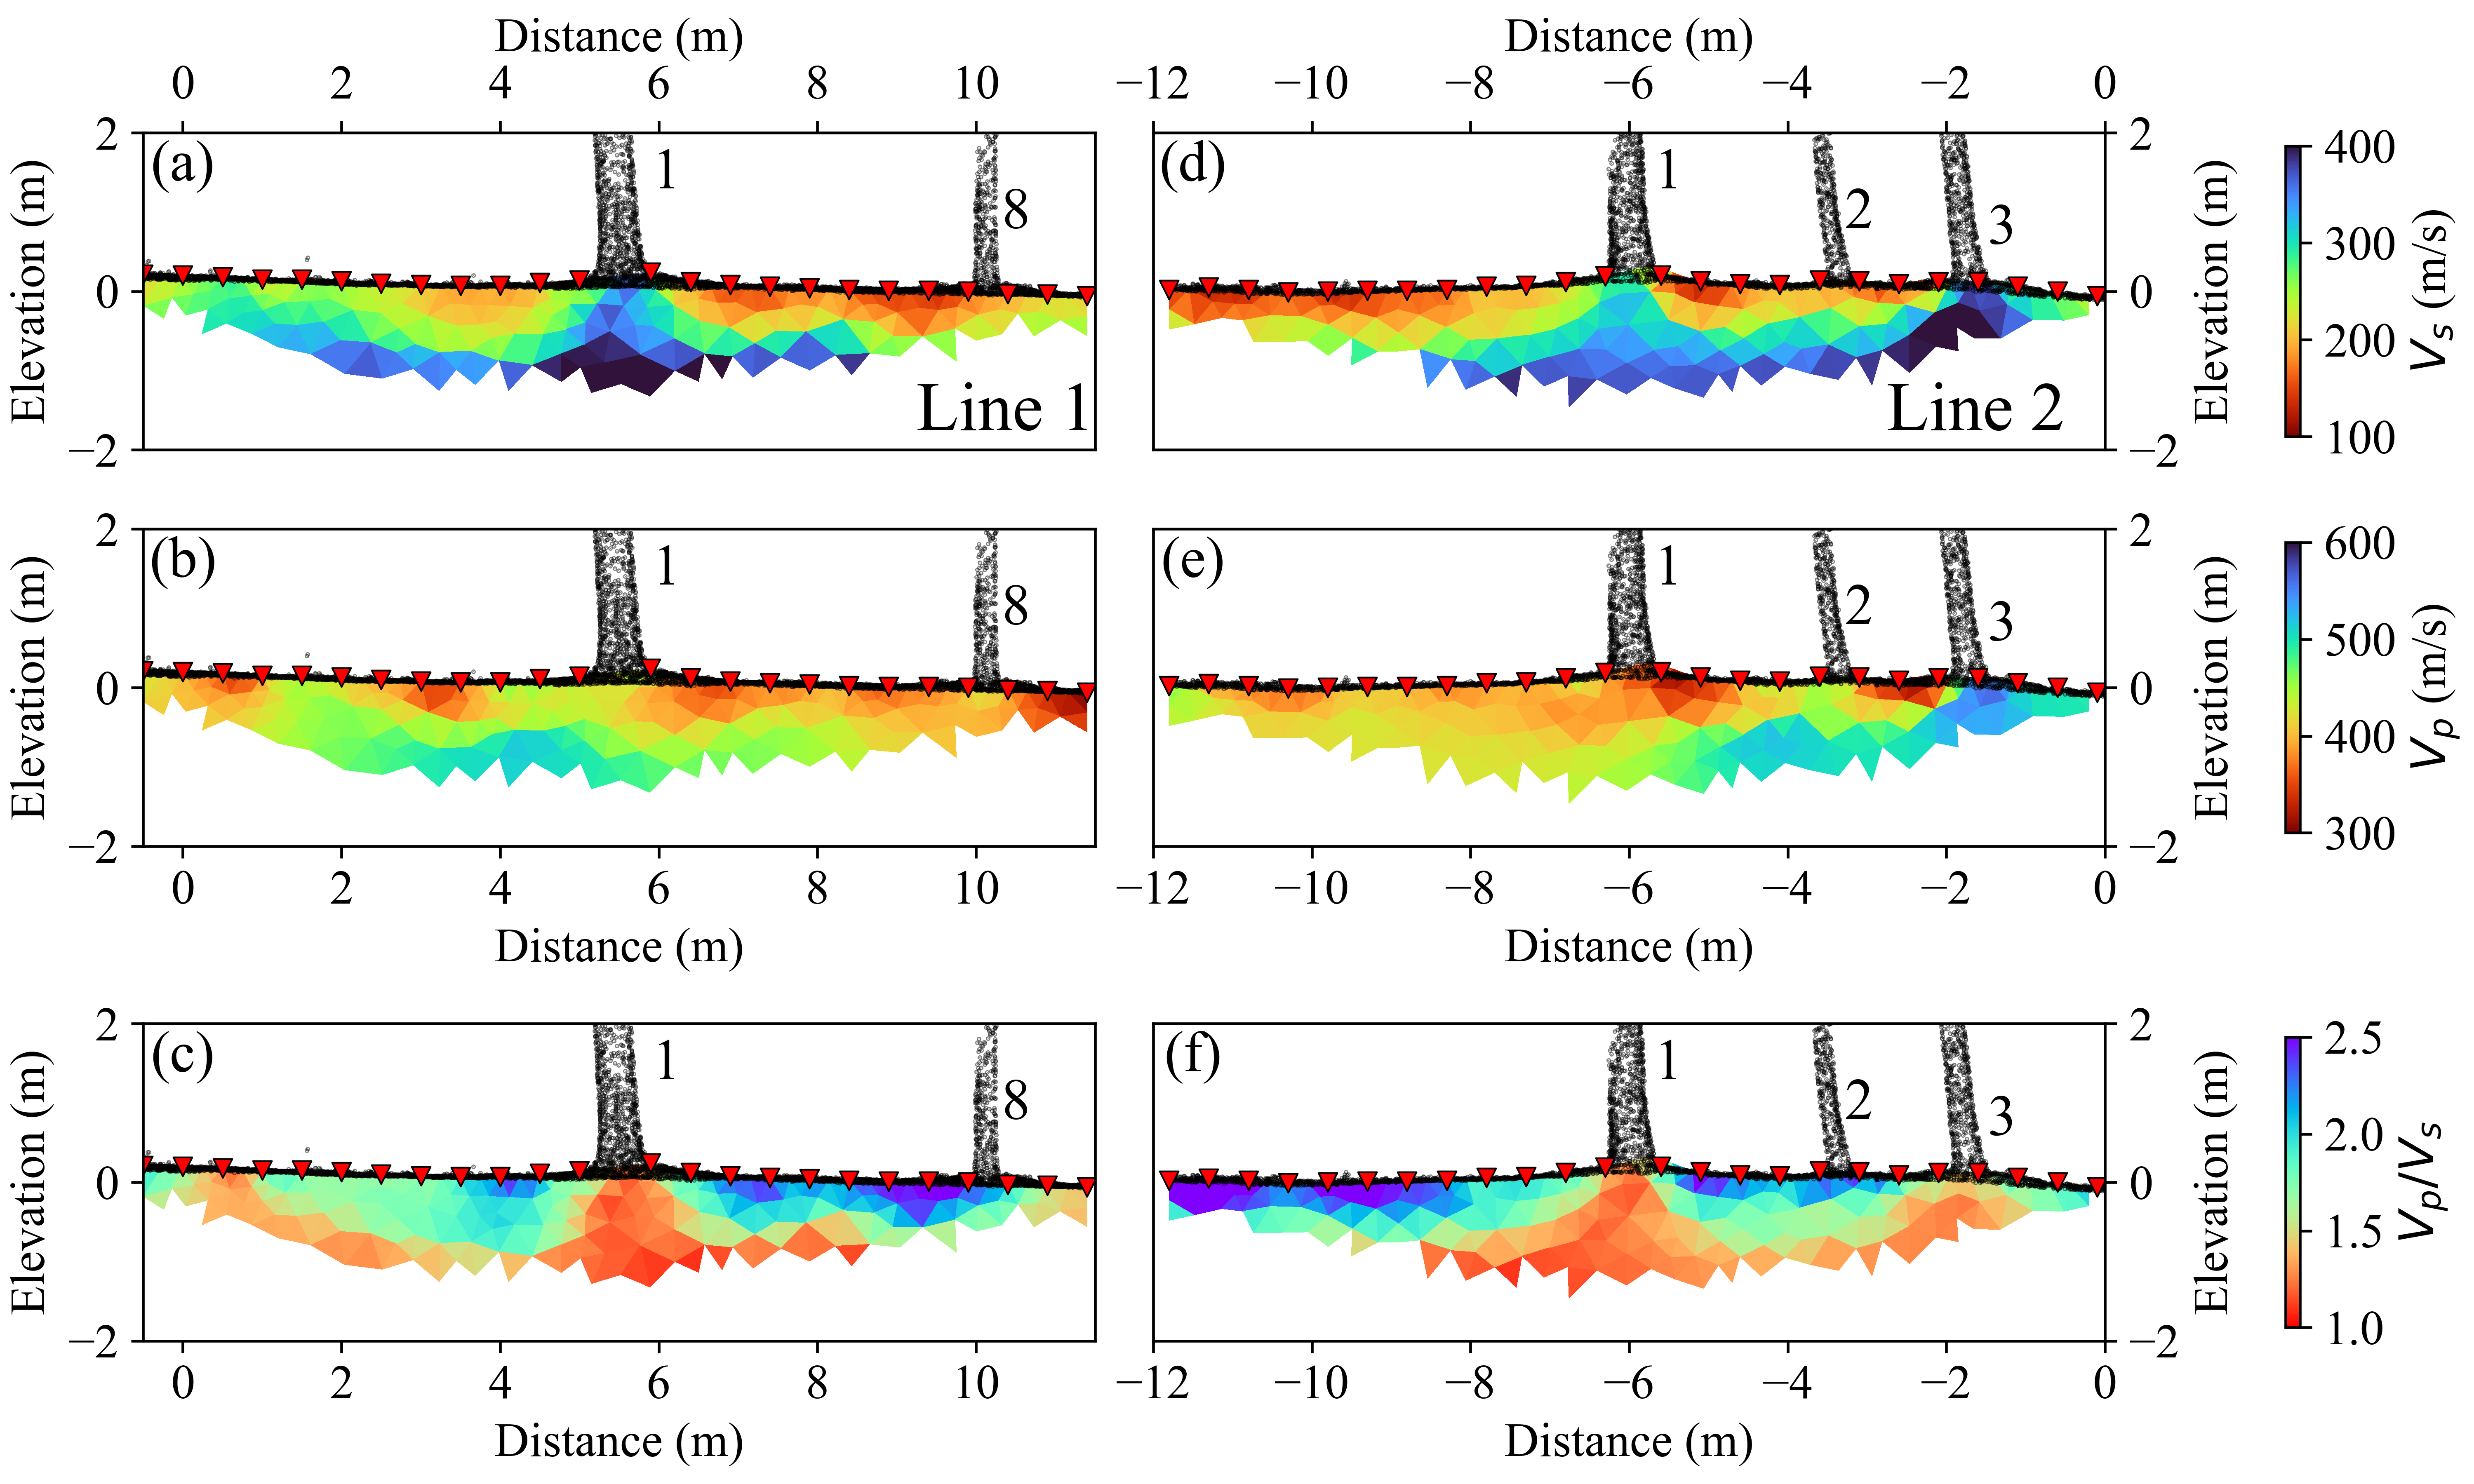 Distance (m) Distance (m)
0 2 4 6 8 10 −12 −10 −8 −6 −4 −2 0
(a) 1 8 Line 1
2 0 −2
Elevation (m)
(d) 1 2 3 Line 2
2 0 −2
Elevation (m)
400 300 200 100
Vs (m/s)
(b) 1 8
2 0 −2
Elevation (m)
(e) 1 2 3
2 0 −2
Elevation (m)
600 500 400 300
Vp (m/s)
0 2 4 6 8 10 −12 −10 −8 −6 −4 −2 0
Distance (m) Distance (m)
(c) 1 8
2 0 −2
Elevation (m)
(f) 1 2 3
2 0 −2
Elevation (m)
2.5 2.0 1.5 1.0
Vp/Vs
0 2 4 6 8 10 −12 −10 −8 −6 −4 −2 0
Distance (m) Distance (m)